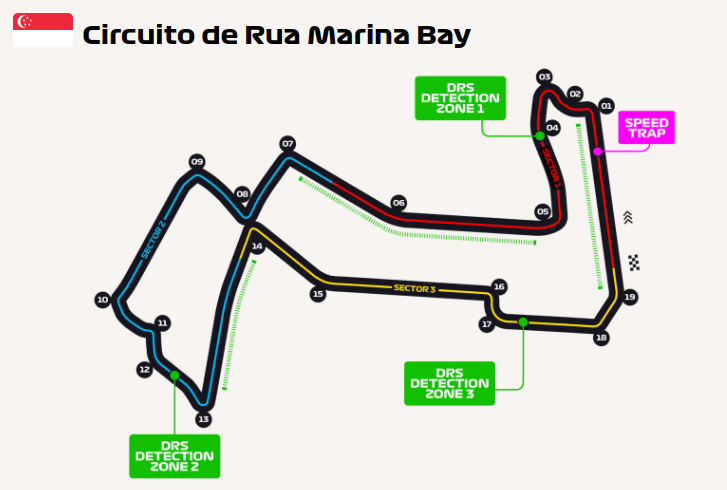 Circuito de Rua Marina Bay
DRS
DETECTION
ZONE 1
03
02
01
SPEED
TRAP
04
SECTOR 1
07
09
08
06
05
SECTOR 2
14
10
15
SECTOR 3
16
19
11
17
18
12
DRS
DETECTION
ZONE 3
13
DRS
DETECTION
ZONE 2